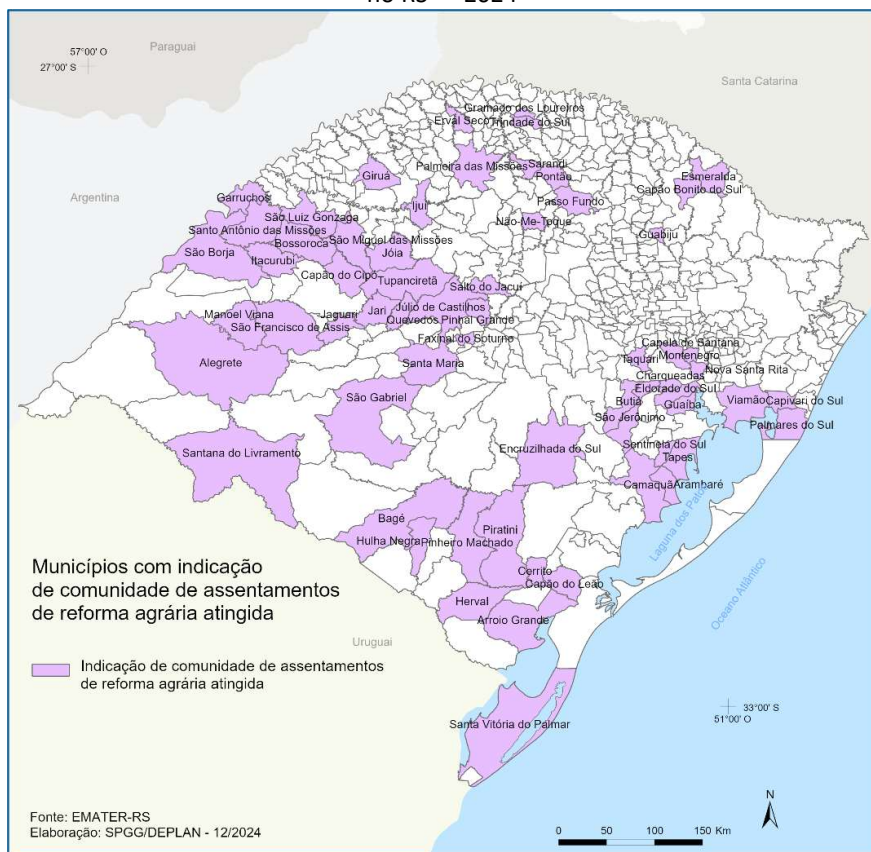 Paraguai
57°00' O
27°00' S
Santa Catarina
Argentina
Gramado dos Loureiros
Erval Seco
Trindade do Sul
Palmeira das Missões
Sarandi
Pontão
Esmeralda
Capão Bonito do Sul
Giruá
Garruchos
Ijuí
Passo Fundo
São Luiz Gonzaga
Não-Me-Toque
Santo Antônio das Missões
Guabiju
São Miguel das Missões
Bossoroca
São Borja
Jóia
Itacurubi
Capão do Cipó
Tupanciretã
Salto do Jacuí
Manoel Viana
Jaguari
Jari
Júlio de Castilhos
São Francisco de Assis
Quevedos
Pinhal Grande
Faxinal do Soturno
Capela de Santana
Alegrete
Santa Maria
Taquari
Montenegro
Nova Santa Rita
Charqueadas
Eldorado do Sul
São Gabriel
Butiá
Guaíba
Viamão
Capivari do Sul
São Jerônimo
Palmares do Sul
Santana do Livramento
Encruzilhada do Sul
Sentinela do Sul
Tapes
Camaquã
Arambaré
Laguna dos Patos
Bagé
Piratini
Hulha Negra
Pinheiro Machado
Cerrito
Capão do Leão
Herval
Arroio Grande
Oceano Atlântico
Municípios com indicação
de comunidade de assentamentos
de reforma agrária atingida
Uruguai
Indicação de comunidade de assentamentos
de reforma agrária atingida
33°00' S
51°00' O
Santa Vitória do Palmar
Fonte: EMATER-RS
Elaboração: SPGG/DEPLAN - 12/2024
N
0 50 100 150 Km